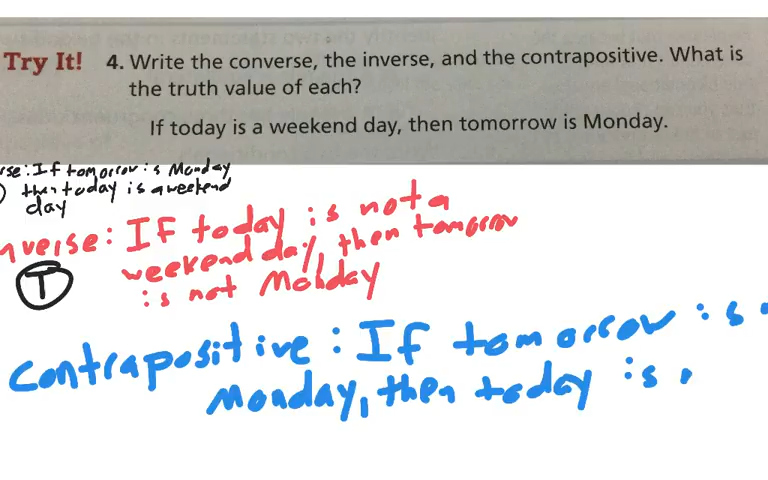 Try It! 4. Write the converse, the inverse, and the contrapositive. What is
the truth value of each?
If today is a weekend day, then tomorrow is Monday.
rse: If tomorrow is Monday
then today is a weekend
day
nverse: If today is not a
weekend day, then tomorrow
is not Monday
T
contrapositive: If tomorrow is
Monday, then today is